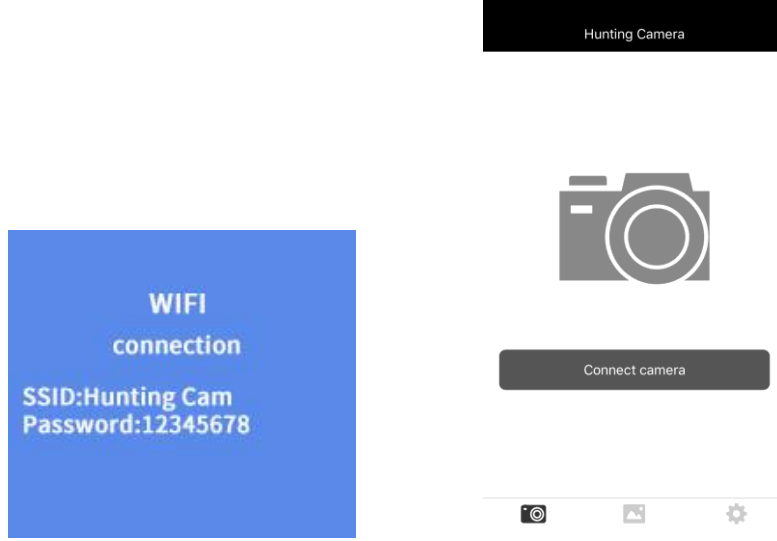 Hunting Camera
WIFI
connection
SSID:Hunting Cam
Password:12345678
Connect camera